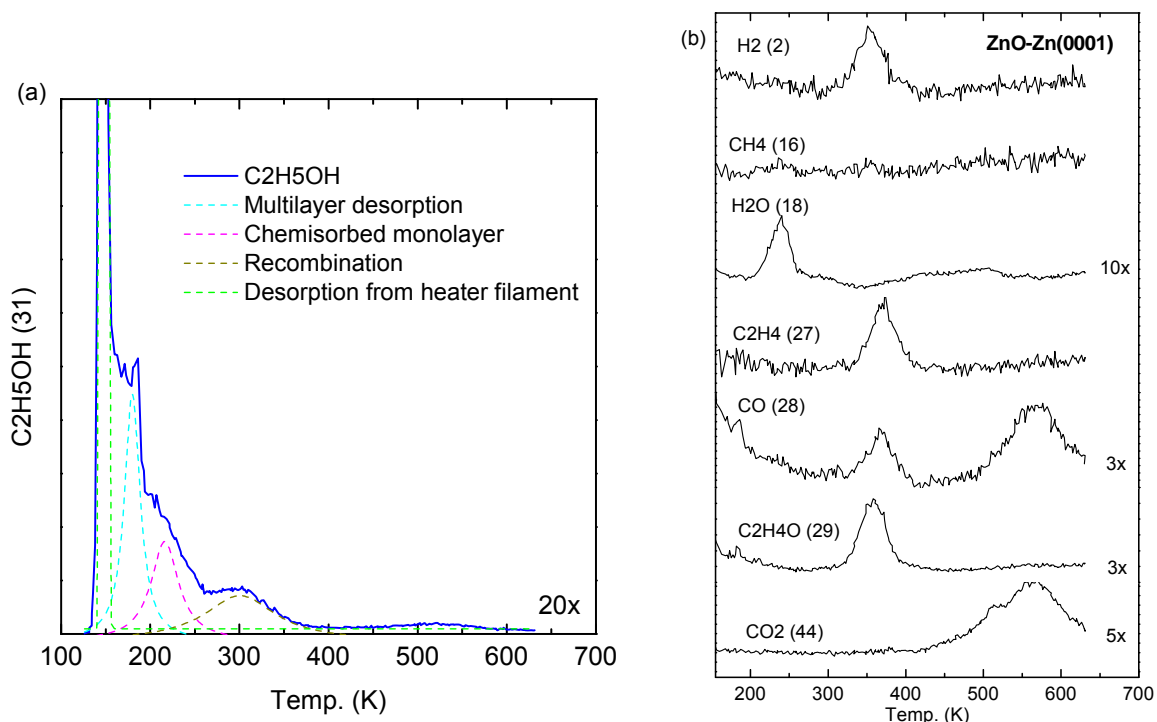 (a)
C2H5OH (31)
C2H5OH
Multilayer desorption
Chemisorbed monolayer
Recombination
Desorption from heater filament
20x
100 200 300 400 500 600 700
Temp. (K)
(b)
ZnO-Zn(0001)
H2 (2)
CH4 (16)
H2O (18)
10x
C2H4 (27)
CO (28)
3x
C2H4O (29)
3x
CO2 (44)
5x
200 300 400 500 600 700
Temp. (K)